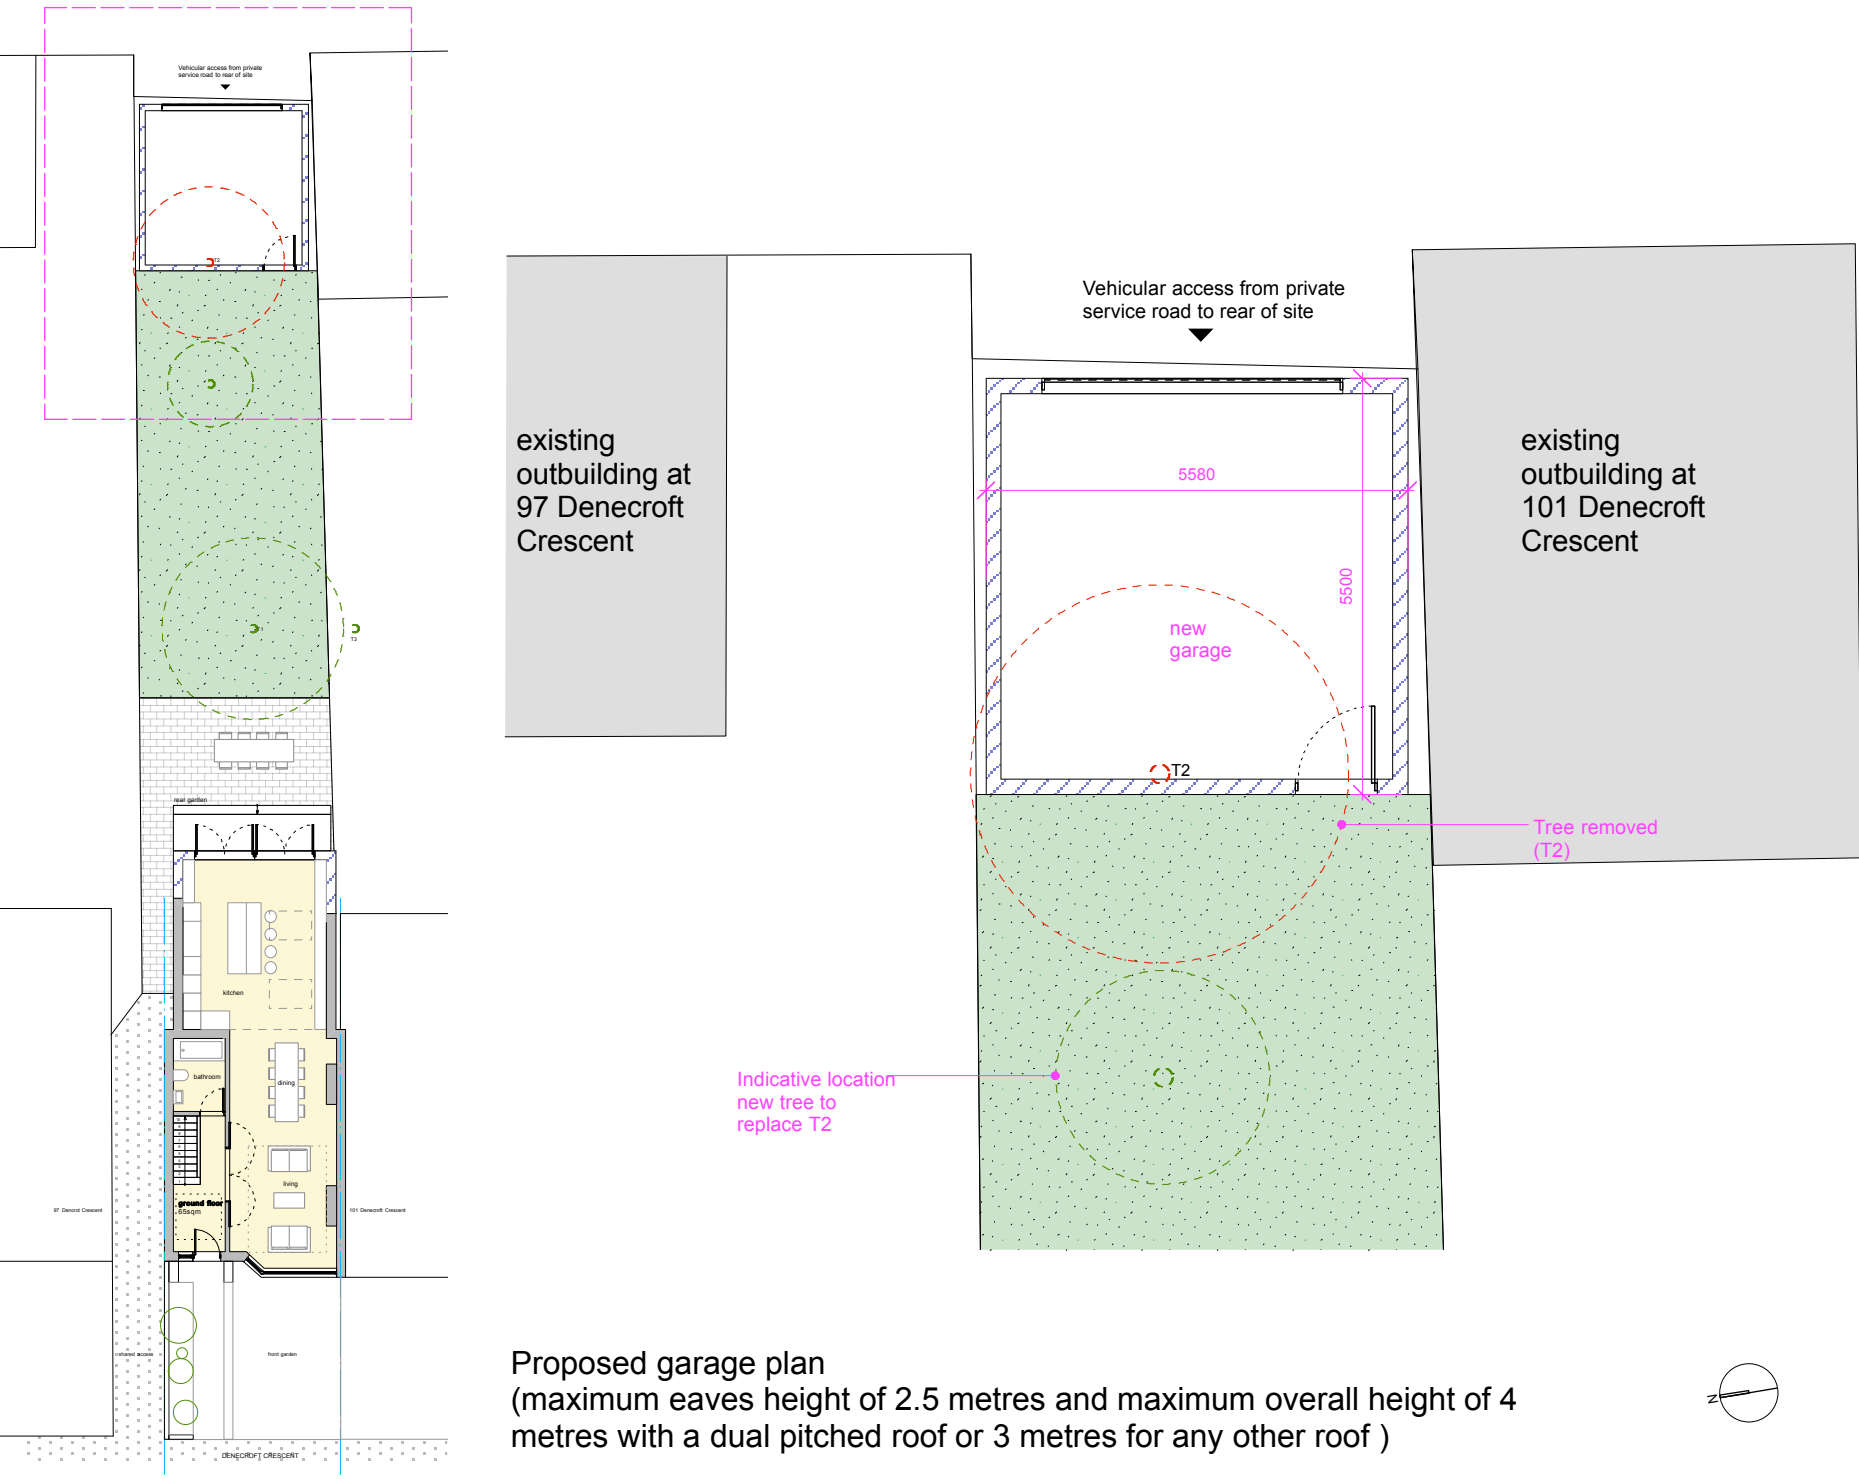 Vehicular access from private
service road to rear of site
T2
T1
T3
rear garden
kitchen
bathroom
dining
living
ground floor
65sqm
97 Dencrot Crescent
101 Denecroft Crescent
shared access
front garden
DENECROFT CRESCENT
Vehicular access from private
service road to rear of site
existing
outbuilding at
97 Denecroft
Crescent
existing
outbuilding at
101 Denecroft
Crescent
5580
5500
new
garage
T2
Tree removed
(T2)
Indicative location
new tree to
replace T2
Proposed garage plan
(maximum eaves height of 2.5 metres and maximum overall height of 4
metres with a dual pitched roof or 3 metres for any other roof )
N